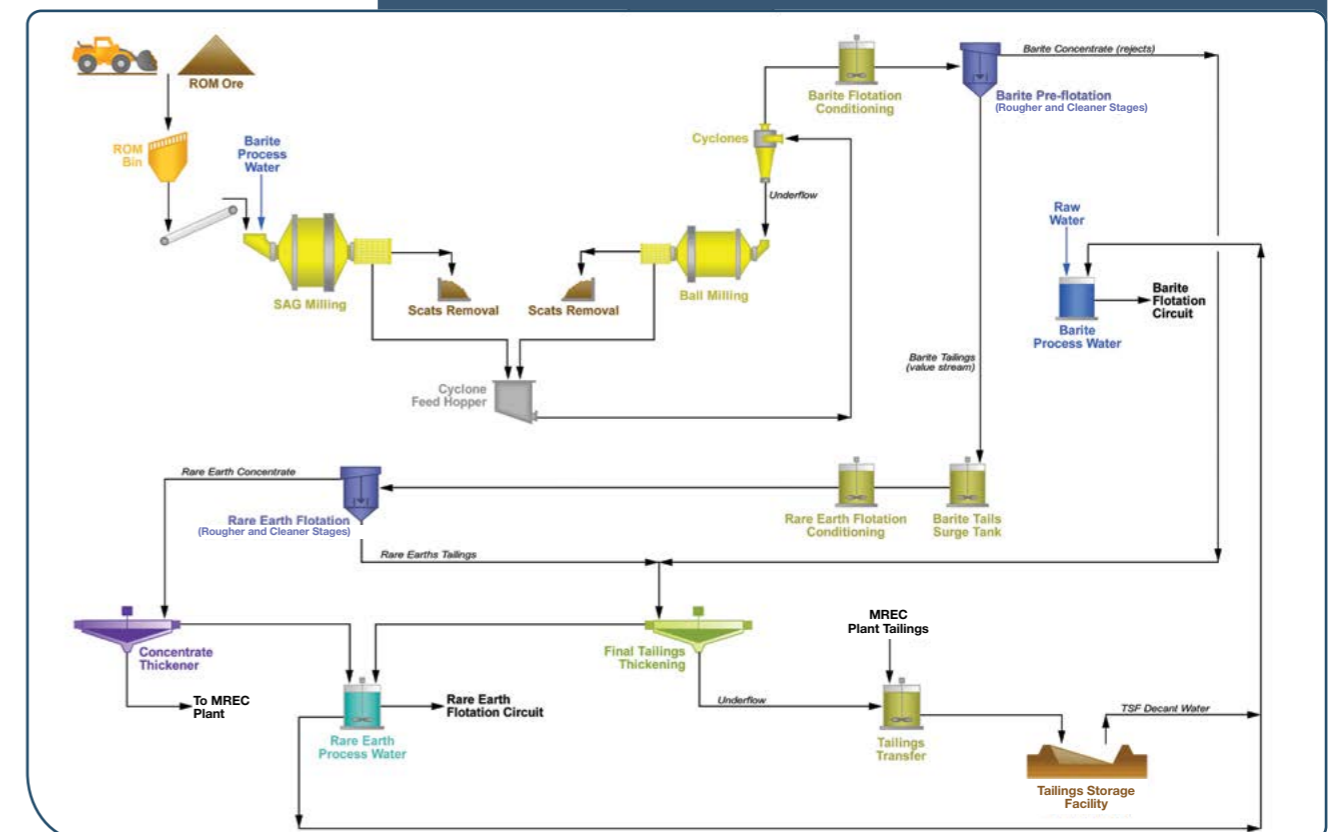 ROM Ore
ROM
Bin
Barite
Process
Water
SAG Milling
Scats Removal
Scats Removal
Ball Milling
Cyclones
Underflow
Cyclone
Feed Hopper
Barite Flotation
Conditioning
Barite Concentrate (rejects)
Barite Pre-flotation
(Rougher and Cleaner Stages)
Raw
Water
Barite
Flotation
Circuit
Barite
Process Water
Barite Tailings
(value stream)
Rare Earth Concentrate
Rare Earth Flotation
(Rougher and Cleaner Stages)
Rare Earth Flotation
Conditioning
Barite Tails
Surge Tank
Rare Earths Tailings
Concentrate
Thickener
To MREC
Plant
Rare Earth
Flotation Circuit
Rare Earth
Process Water
Final Tailings
Thickening
Underflow
MREC
Plant Tailings
Tailings
Transfer
TSF Decant Water
Tailings Storage
Facility